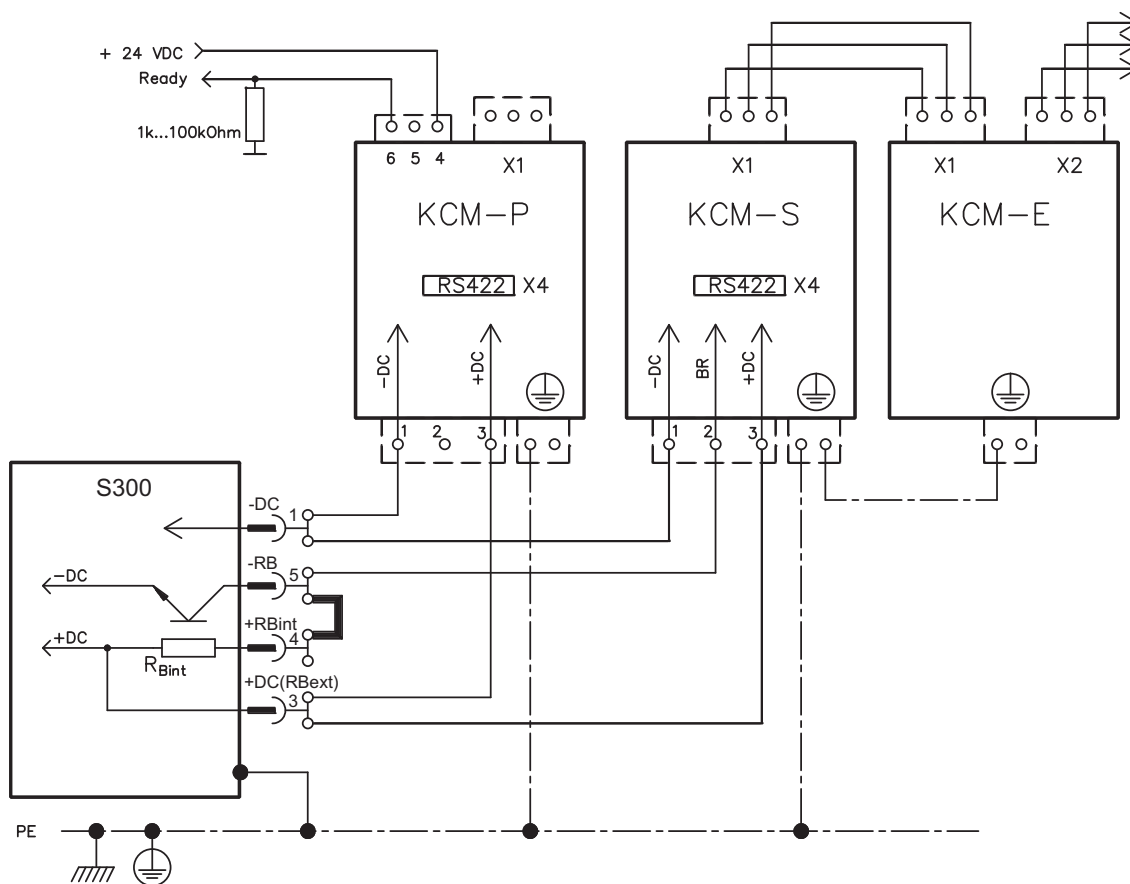 + 24 VDC
Ready
1k...100kOhm
6 5 4
X1
KCM-P
RS422 X4
-DC
+DC
1 2 3
X1
KCM-S
RS422 X4
-DC
BR
+DC
1 2 3
X1 X2
KCM-E
S300
-DC 1
-RB
-DC 5
+RBint
+DC 4
RBint
+DC(RBext)
3
PE